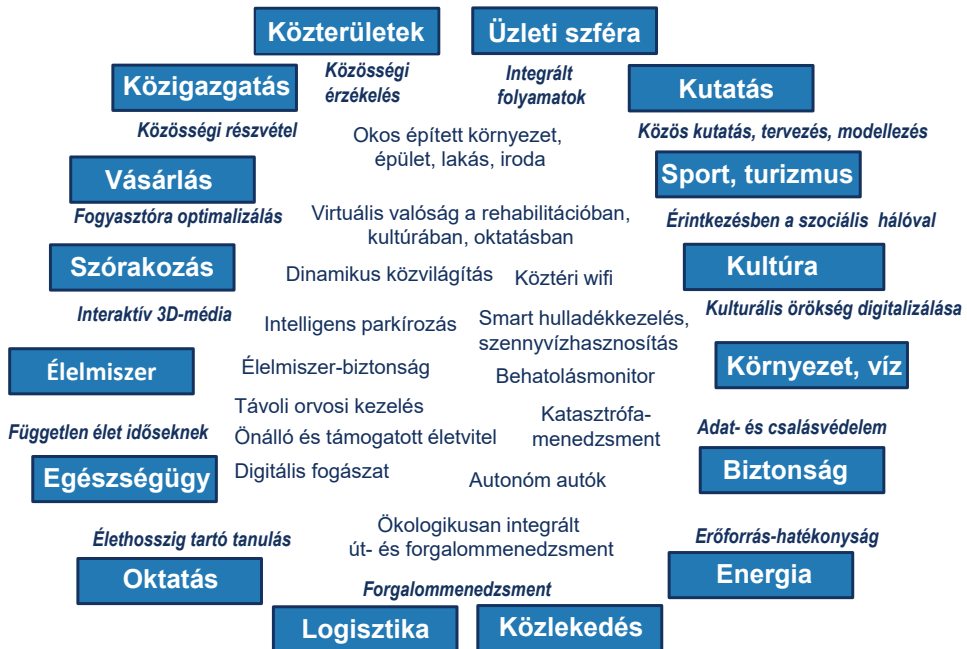 Közterületek
Üzleti szféra
Közigazgatás
Közösségi
érzékelés
Integrált
folyamatok
Kutatás
Közösségi részvétel
Okos épített környezet,
épület, lakás, iroda
Közös kutatás, tervezés, modellezés
Vásárlás
Sport, turizmus
Fogyasztóra optimalizálás
Virtuális valóság a rehabilitációban,
kultúrában, oktatásban
Érintkezésben a szociális hálóval
Szórakozás
Dinamikus közvilágítás
Köztéri wifi
Kultúra
Interaktív 3D-média
Intelligens parkírozás
Smart hulladékkezelés,
szennyvízhasznosítás
Kulturális örökség digitalizálása
Élelmiszer
Élelmiszer-biztonság
Behatolásmonitor
Környezet, víz
Távoli orvosi kezelés
Független élet időseknek
Önálló és támogatott életvitel
Katasztrófa-
menedzsment
Adat- és csalásvédelem
Egészségügy
Digitális fogászat
Autonóm autók
Biztonság
Élethosszig tartó tanulás
Ökologikusan integrált
út- és forgalommenedzsment
Erőforrás-hatékonyság
Oktatás
Forgalommenedzsment
Energia
Logisztika
Közlekedés